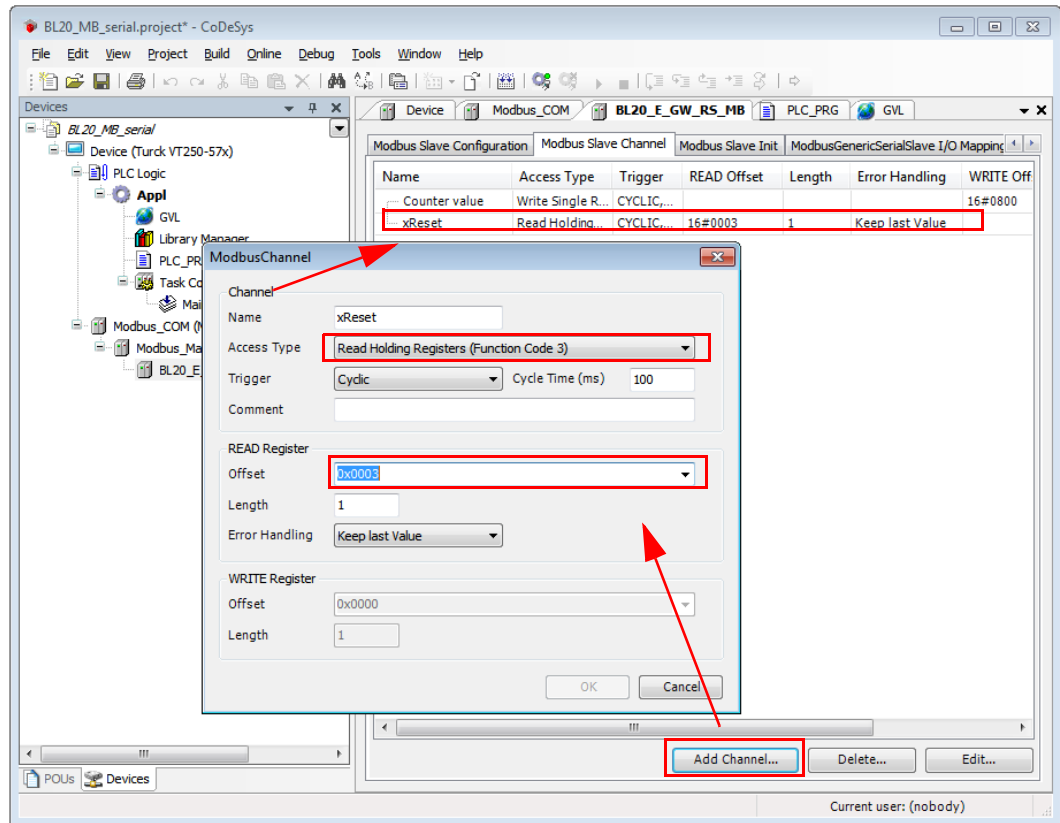 BL20_MB_serial.project* - CoDeSys
File Edit View Project Build Online Debug Tools Window Help
Devices
BL20_MB_serial
Device (Turck VT250-57x)
PLC Logic
Appl
GVL
Library Manager
PLC_PR
Task Co
Mai
Modbus_COM (M
Modbus_Ma
BL20_E_
POUs Devices
Device Modbus_COM BL20_E_GW_RS_MB PLC_PRG GVL
Modbus Slave Configuration Modbus Slave Channel Modbus Slave Init ModbusGenericSerialSlave I/O Mapping
Name Access Type Trigger READ Offset Length Error Handling WRITE Off
Counter value Write Single R... CYCLIC,... 16#0800
xReset Read Holding... CYCLIC,... 16#0003 1 Keep last Value
ModbusChannel
Channel
Name xReset
Access Type Read Holding Registers (Function Code 3)
Trigger Cyclic Cycle Time (ms) 100
Comment
READ Register
Offset 0x0003
Length 1
Error Handling Keep last Value
WRITE Register
Offset 0x0000
Length 1
OK Cancel
Add Channel... Delete... Edit...
Current user: (nobody)